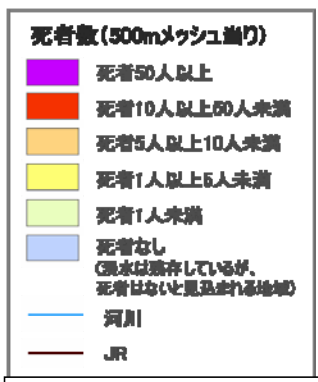 死者数(500mメッシュ当り)
死者50人以上
死者10人以上50人未満
死者5人以上10人未満
死者1人以上5人未満
死者1人未満
死者なし
(浸水は残存しているが、
死者はないと見込まれる地域)
河川
JR